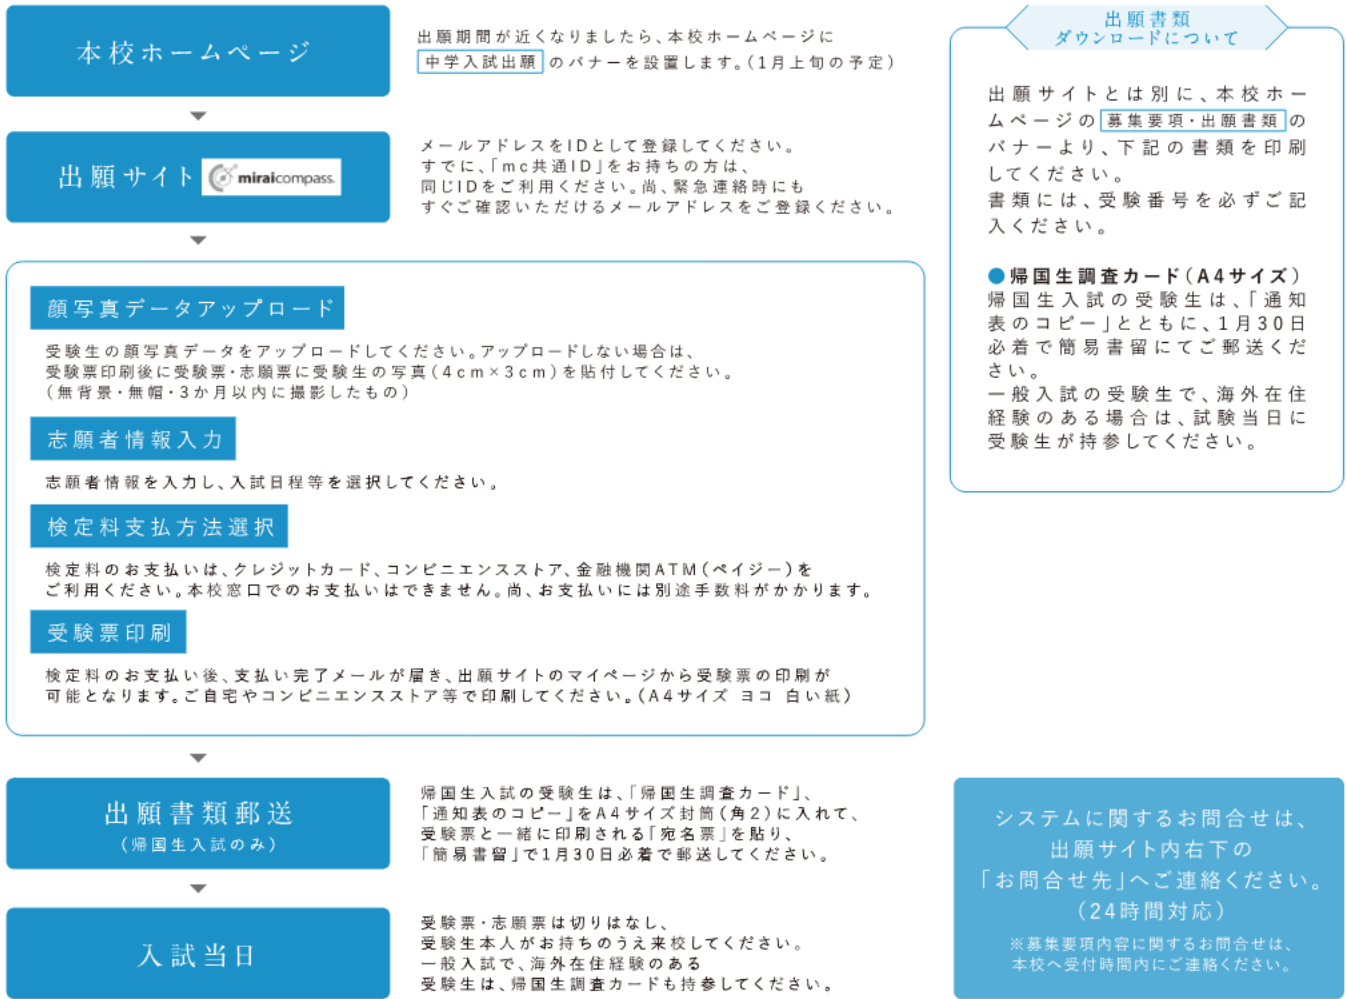 本校ホームページ
出願期間が近くなりましたら、本校ホームページに
中学入試出願 のバナーを設置します。(1月上旬の予定)
出願サイト miraicompass.
メールアドレスをIDとして登録してください。
すでに、「mc共通ID」をお持ちの方は、
同じIDをご利用ください。尚、緊急連絡時にも
すぐご確認いただけるメールアドレスをご登録ください。
顔写真データアップロード
受験生の顔写真データをアップロードしてください。アップロードしない場合は、
受験票印刷後に受験票・志願票に受験生の写真(4cm×3cm)を貼付してください。
(無背景・無帽・3か月以内に撮影したもの)
志願者情報入力
志願者情報を入力し、入試日程等を選択してください。
検定料支払方法選択
検定料のお支払いは、クレジットカード、コンビニエンスストア、金融機関ATM(ペイジー)を
ご利用ください。本校窓口でのお支払いはできません。尚、お支払いには別途手数料がかかります。
受験票印刷
検定料のお支払い後、支払い完了メールが届き、出願サイトのマイページから受験票の印刷が
可能となります。ご自宅やコンビニエンスストア等で印刷してください。(A4サイズ ヨコ 白い紙)
出願書類郵送
(帰国生入試のみ)
帰国生入試の受験生は、「帰国生調査カード」、
「通知表のコピー」をA4サイズ封筒(角2)に入れて、
受験票と一緒に印刷される「宛名票」を貼り、
「簡易書留」で1月30日必着で郵送してください。
入試当日
受験票・志願票は切りはなし、
受験生本人がお持ちのうえ来校してください。
一般入試で、海外在住経験のある
受験生は、帰国生調査カードも持参してください。
出願書類
ダウンロードについて
出願サイトとは別に、本校ホー
ムページの 募集要項・出願書類 の
バナーより、下記の書類を印刷
してください。
書類には、受験番号を必ずご記
入ください。
●帰国生調査カード(A4サイズ)
帰国生入試の受験生は、「通知
表のコピー」とともに、1月30日
必着で簡易書留にてご郵送くだ
さい。
一般入試の受験生で、海外在住
経験のある場合は、試験当日に
受験生が持参してください。
システムに関するお問合せは、
出願サイト内右下の
「お問合せ先」へご連絡ください。
(24時間対応)
※募集要項内容に関するお問合せは、
本校へ受付時間内にご連絡ください。